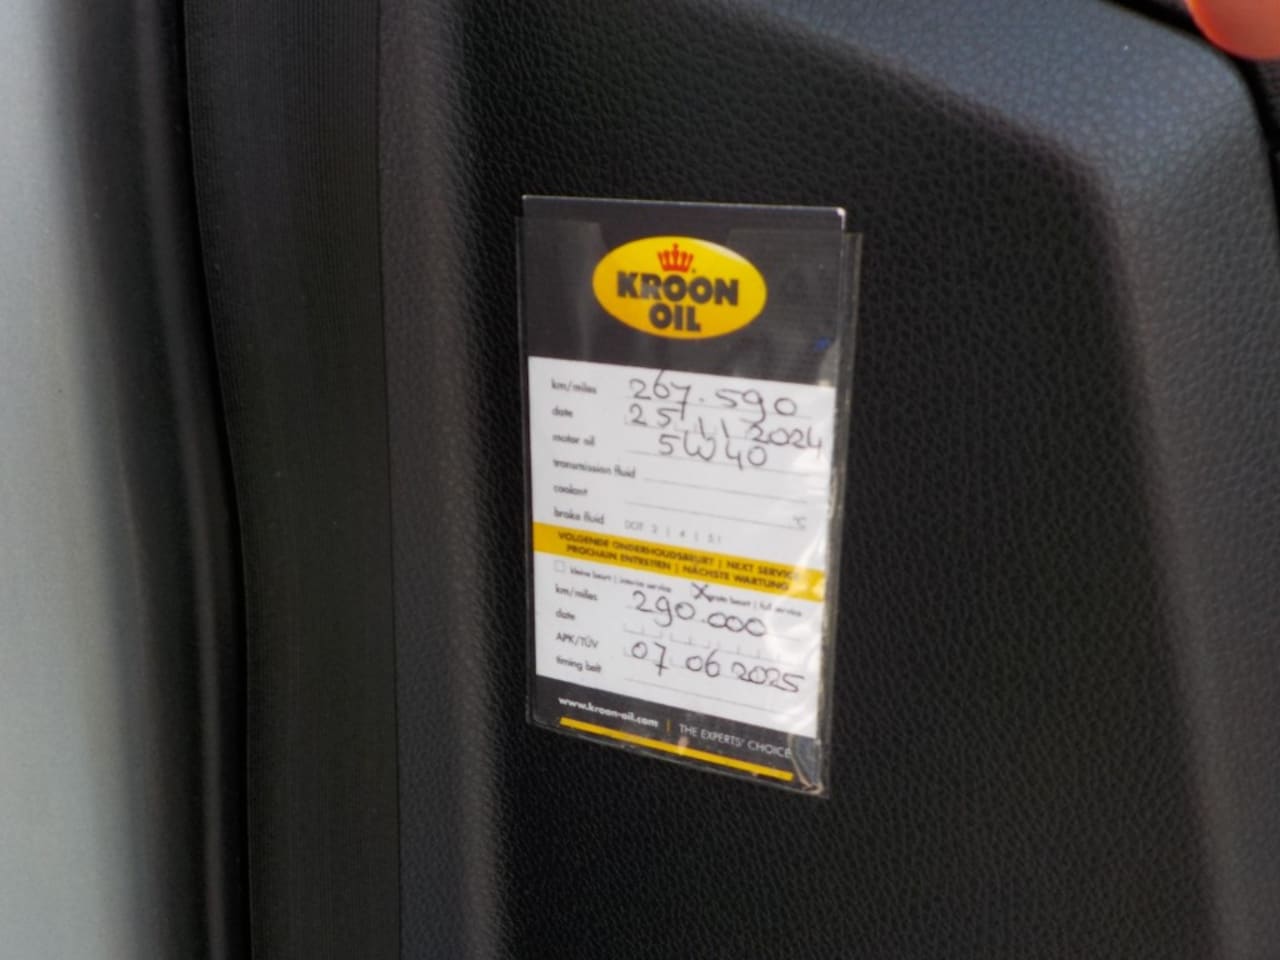 KROON
OIL
km/miles 267.590
date 25 11 2024
motor oil 5W40
transmission fluid
coolant °C
brake fluid DOT 3 | 4 | 5.1
VOLGENDE ONDERHOUDSBEURT | NEXT SERVICE
PROCHAIN ENTRETIEN | NÄCHSTE WARTUNG
kleine beurt | interim service X grote beurt | full service
km/miles 290.000
date
APK/TÜV 07 06 2025
timing belt
www.kroon-oil.com | THE EXPERTS' CHOICE